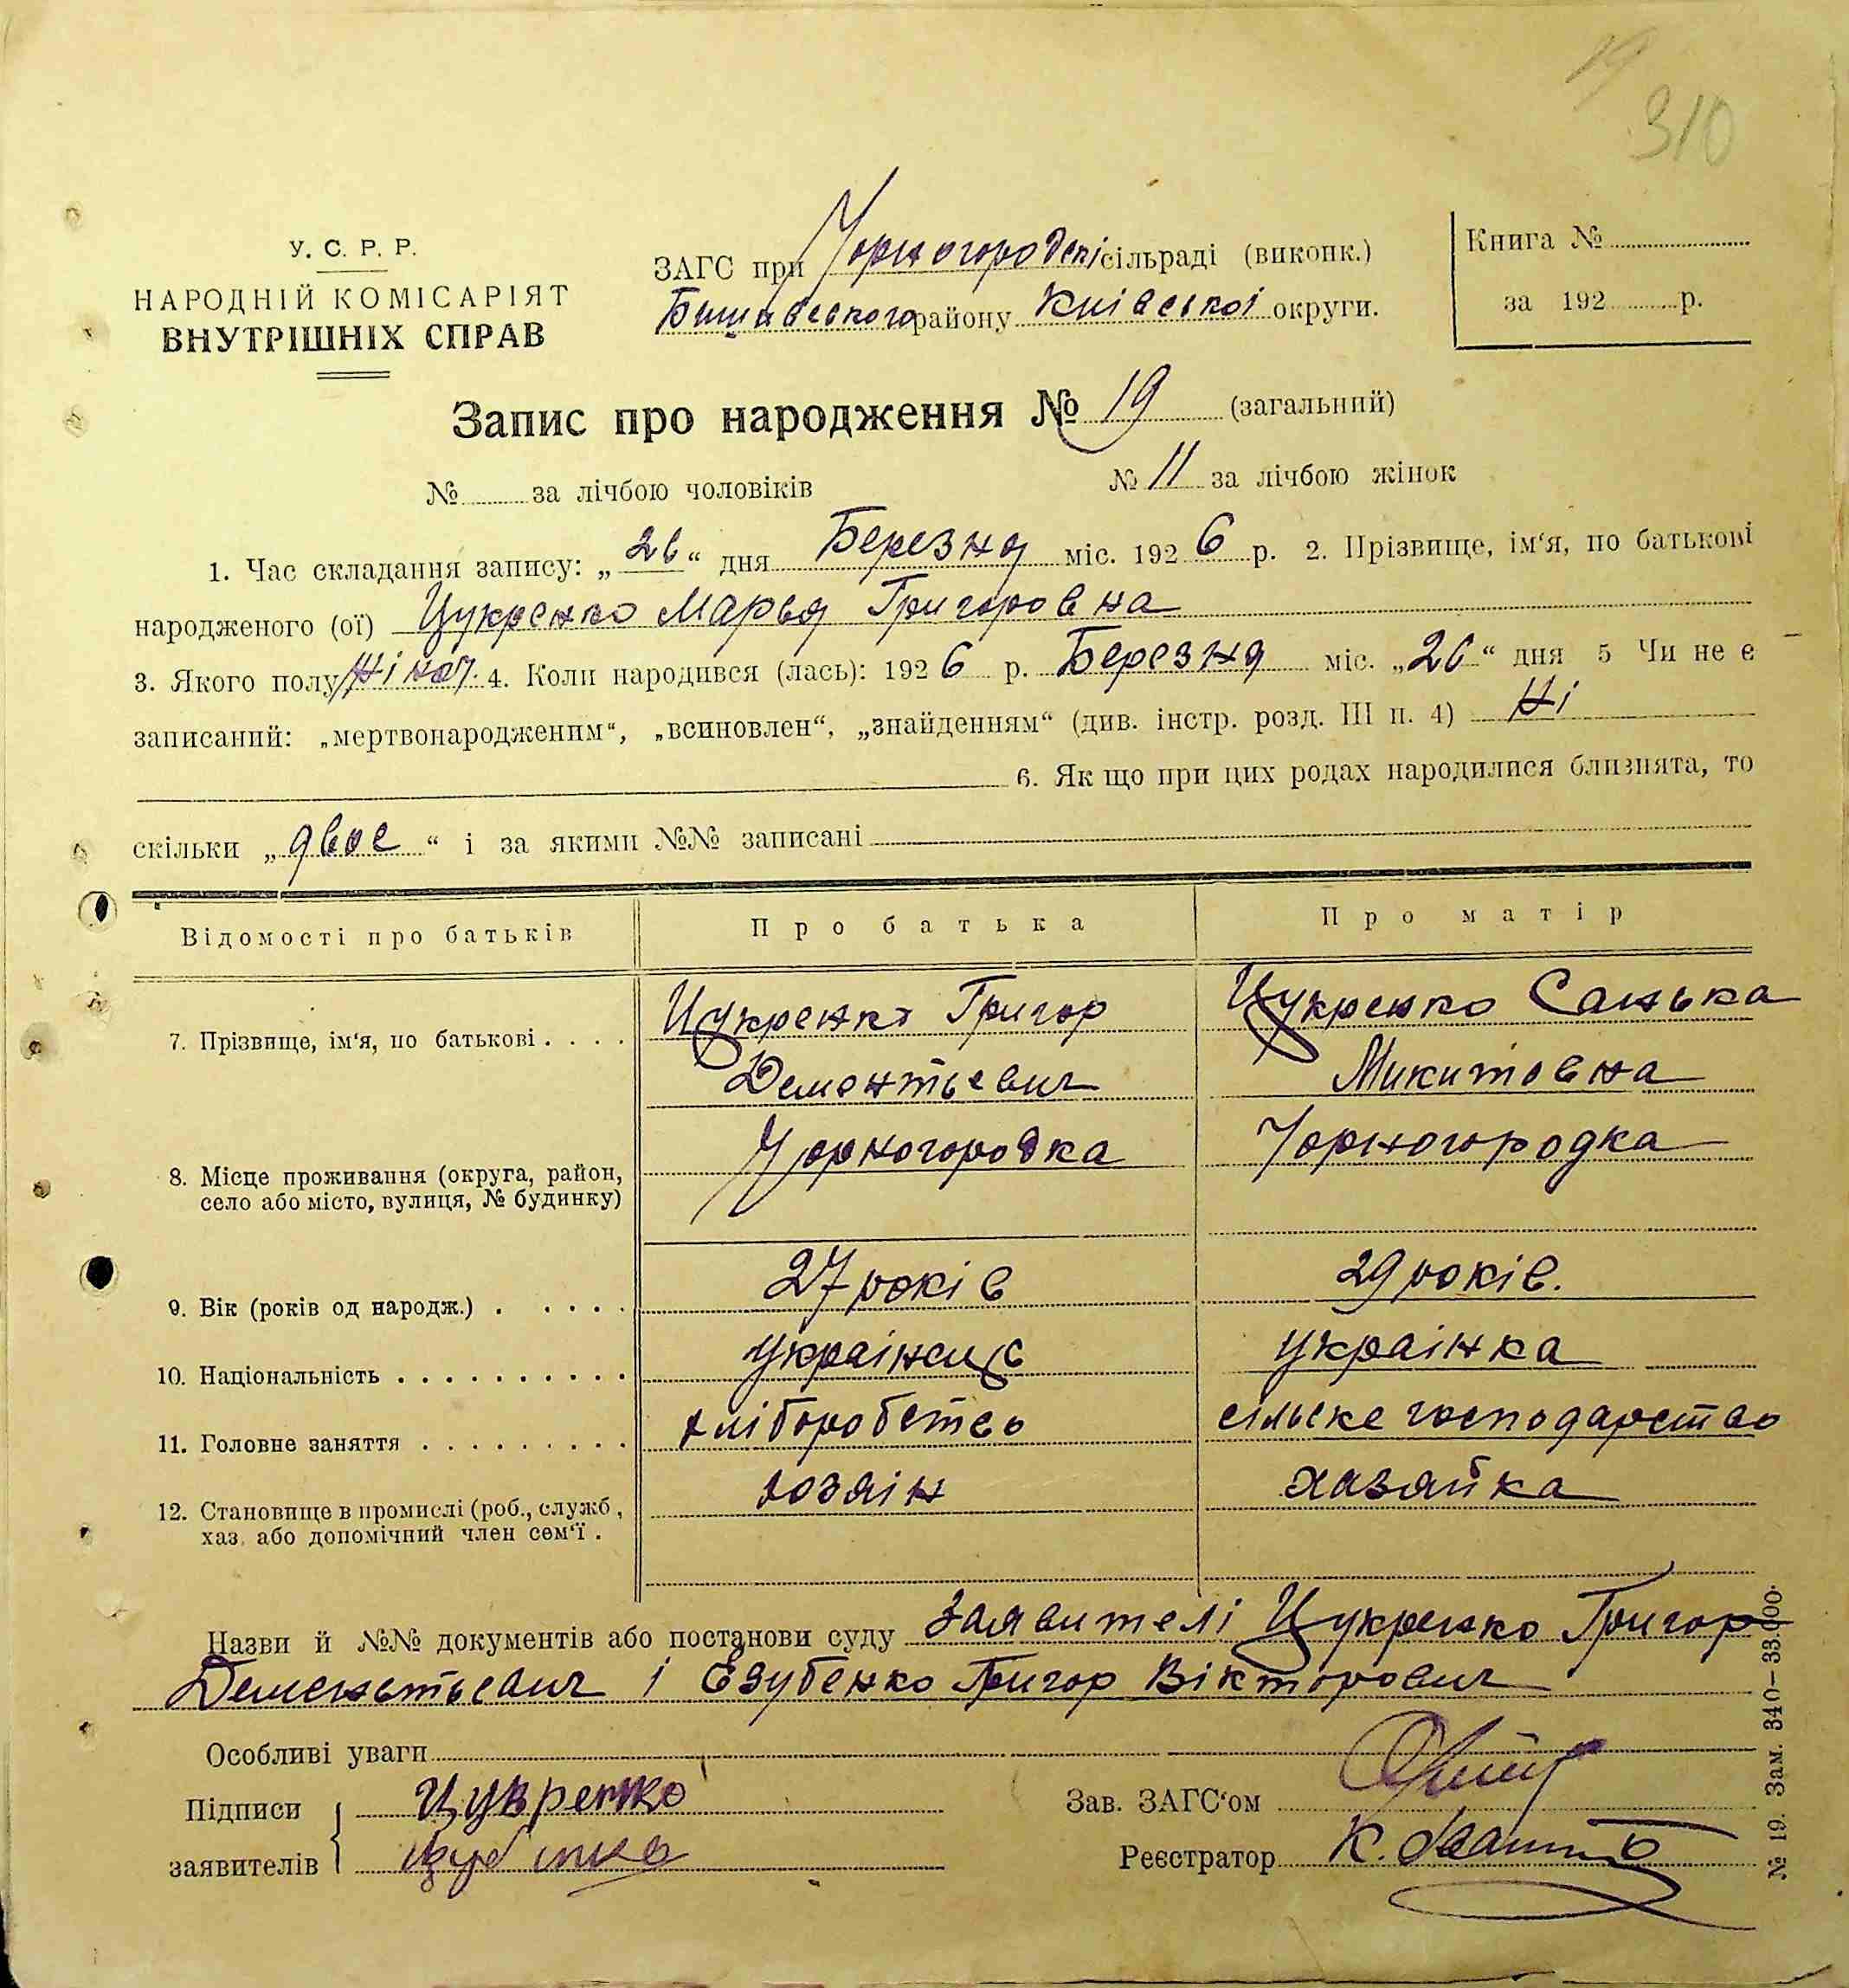 19
310
У. С. Р. Р.
НАРОДНІЙ КОМІСАРІЯТ
ВНУТРІШНІХ СПРАВ
ЗАГС при Чорногородскі сільраді (виконк.)
Бишівського району Київської округи.
Книга №
за 192 р.
Запис про народження № 19 (загальний)
№ за лічбою чоловіків № 11 за лічбою жінок
1. Час складання запису: „26“ дня Березня міс. 1926 р. 2. Прізвище, ім‘я, по батькові
народженого (ої) Цукренко Марья Григоровна
3. Якого полу жіноч. 4. Коли народився (лась): 1926 р. Березня міс. „26“ дня 5 Чи не є
записаний: „мертвонародженим“, „всиновлен“, „знайденням“ (див. інстр. розд. III п. 4) Ні
6. Як що при цих родах народилися близнята, то
скільки „двое“ і за якими №№ записані
Відомості про батьків Про батька Про матір
7. Прізвище, ім‘я, по батькові . . . . Цукренко Григор Цукренко Санька
Дементьевич Микитовна
8. Місце проживання (округа, район, Чорногородка Чорногородка
село або місто, вулиця, № будинку)
9. Вік (років од народж.) . . . . . 27 років 29 років.
10. Національність . . . . . . . . . . українець українка
11. Головне заняття . . . . . . . . . хліборобство сільске господарство
12. Становище в промислі (роб., служб, хозяін хазяйка
хаз. або допомічний член сем‘ї .
Назви й №№ документів або постанови суду Заявителі Цукренко Григор
Деменьтьевич і Езубенко Григор Вікторович
Особливі уваги
Підписи Цукренко Зав. ЗАГС‘ом
заявителів Реєстратор К.
№ 19. Зам. 340—33.000.